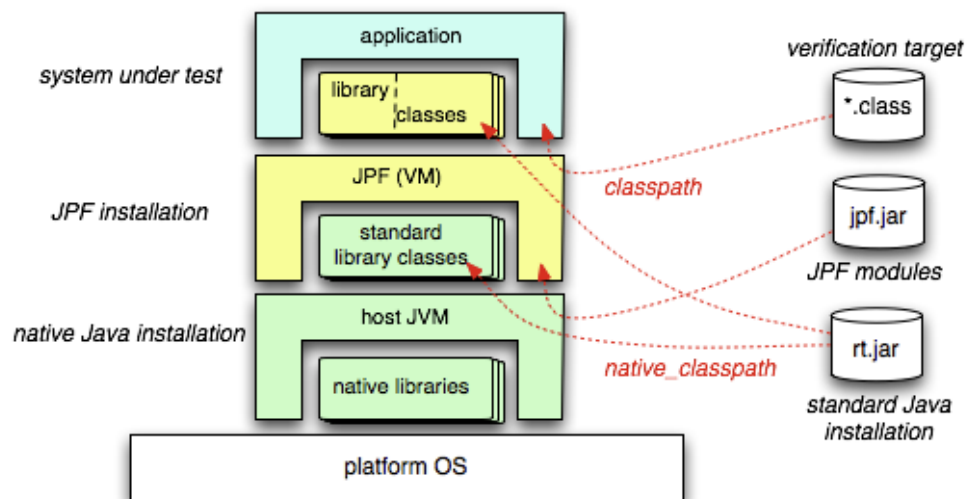 application
verification target
system under test
library
classes
*.class
JPF (VM)
classpath
JPF installation
standard
library classes
jpf.jar
JPF modules
native Java installation
host JVM
rt.jar
native_classpath
native libraries
standard Java
installation
platform OS